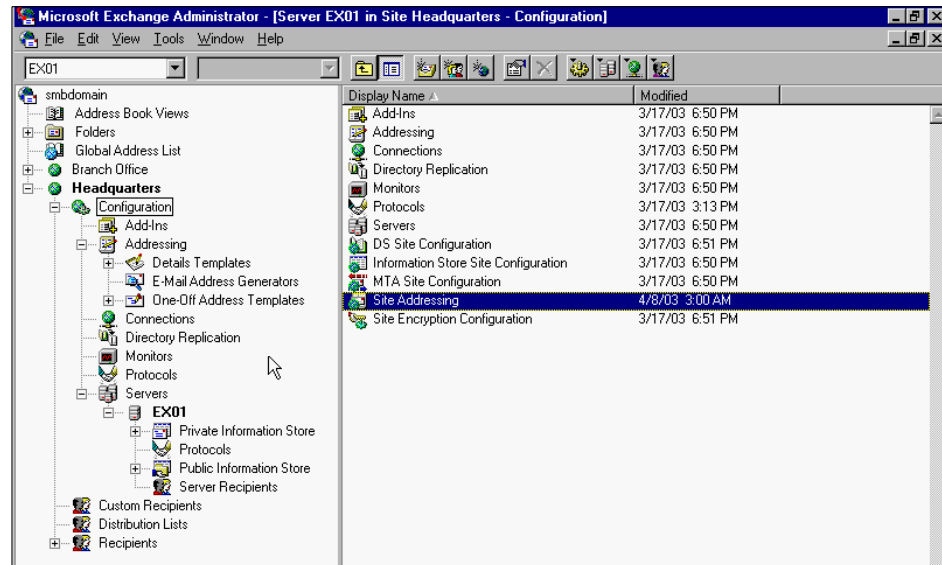 Microsoft Exchange Administrator - [Server EX01 in Site Headquarters - Configuration]
File Edit View Tools Window Help
EX01
smbdomain
Address Book Views
Folders
Global Address List
Branch Office
Headquarters
Configuration
Add-Ins
Addressing
Details Templates
E-Mail Address Generators
One-Off Address Templates
Connections
Directory Replication
Monitors
Protocols
Servers
EX01
Private Information Store
Protocols
Public Information Store
Server Recipients
Custom Recipients
Distribution Lists
Recipients
Display Name Modified
Add-Ins 3/17/03 6:50 PM
Addressing 3/17/03 6:50 PM
Connections 3/17/03 6:50 PM
Directory Replication 3/17/03 6:50 PM
Monitors 3/17/03 6:50 PM
Protocols 3/17/03 3:13 PM
Servers 3/17/03 6:50 PM
DS Site Configuration 3/17/03 6:51 PM
Information Store Site Configuration 3/17/03 6:50 PM
MTA Site Configuration 3/17/03 6:50 PM
Site Addressing 4/8/03 3:00 AM
Site Encryption Configuration 3/17/03 6:51 PM